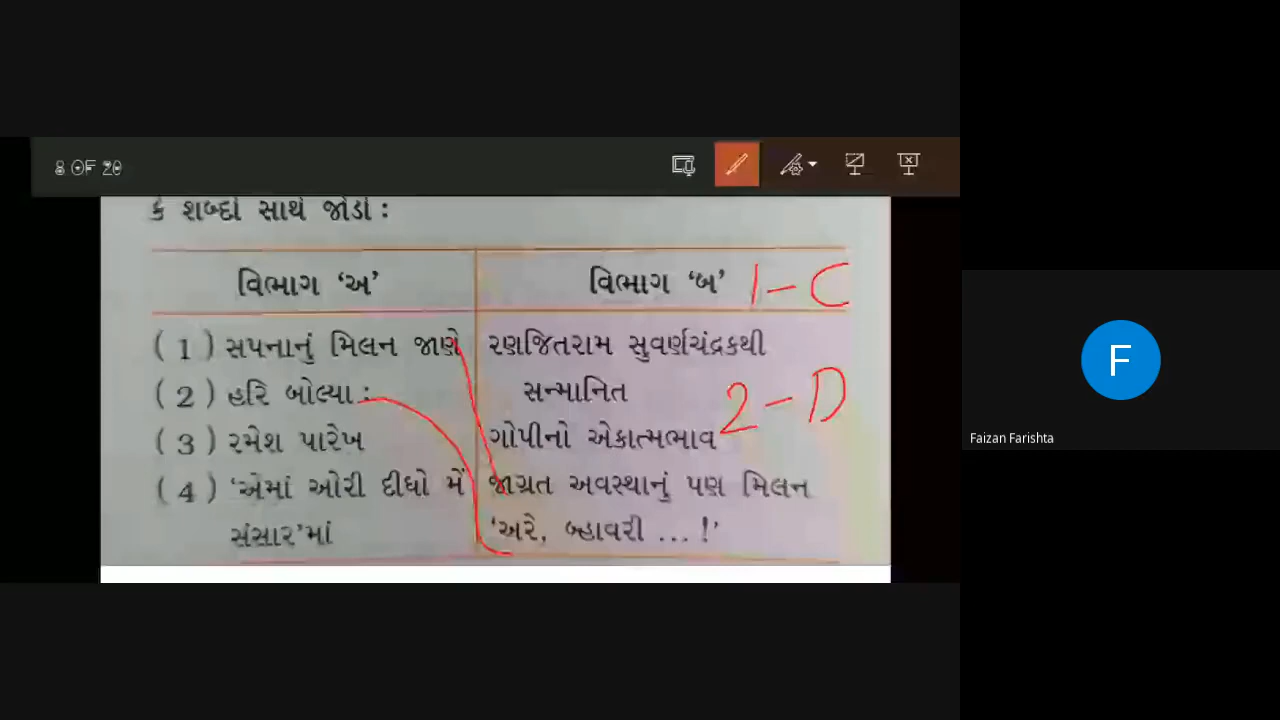 8 OF 20
કે શબ્દો સાથે જોડો :
વિભાગ ‘અ’
વિભાગ ‘બ’
1 – C
( 1 ) સપનાનું મિલન જાણે
રણજિતરામ સુવર્ણચંદ્રકથી
( 2 ) હરિ બોલ્યા :
સન્માનિત
2 – D
( 3 ) રમેશ પારેખ
ગોપીનો એકાત્મભાવ
( 4 ) ‘એમાં ઓરી દીધો મેં
જાગ્રત અવસ્થાનું પણ મિલન
સંસાર’માં
‘અરે, બ્હાવરી ... !’
F
Faizan Farishta